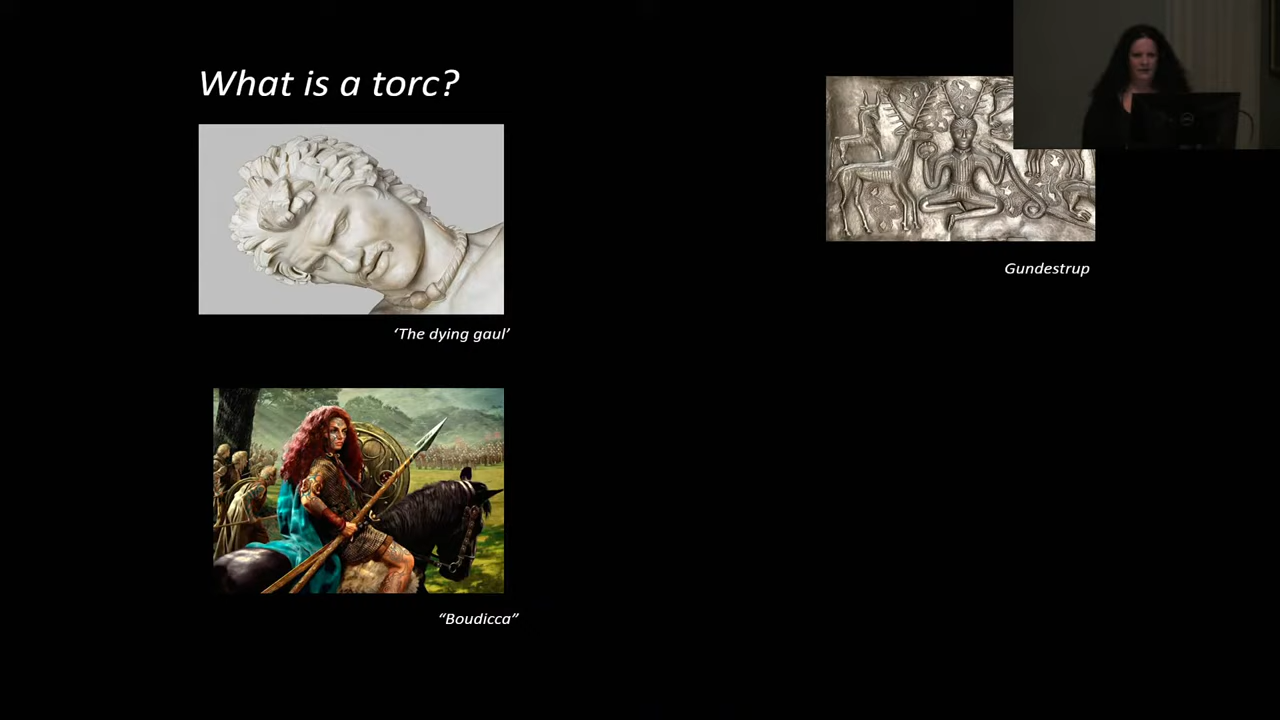 What is a torc?
Gundestrup
‘The dying gaul’
“Boudicca”